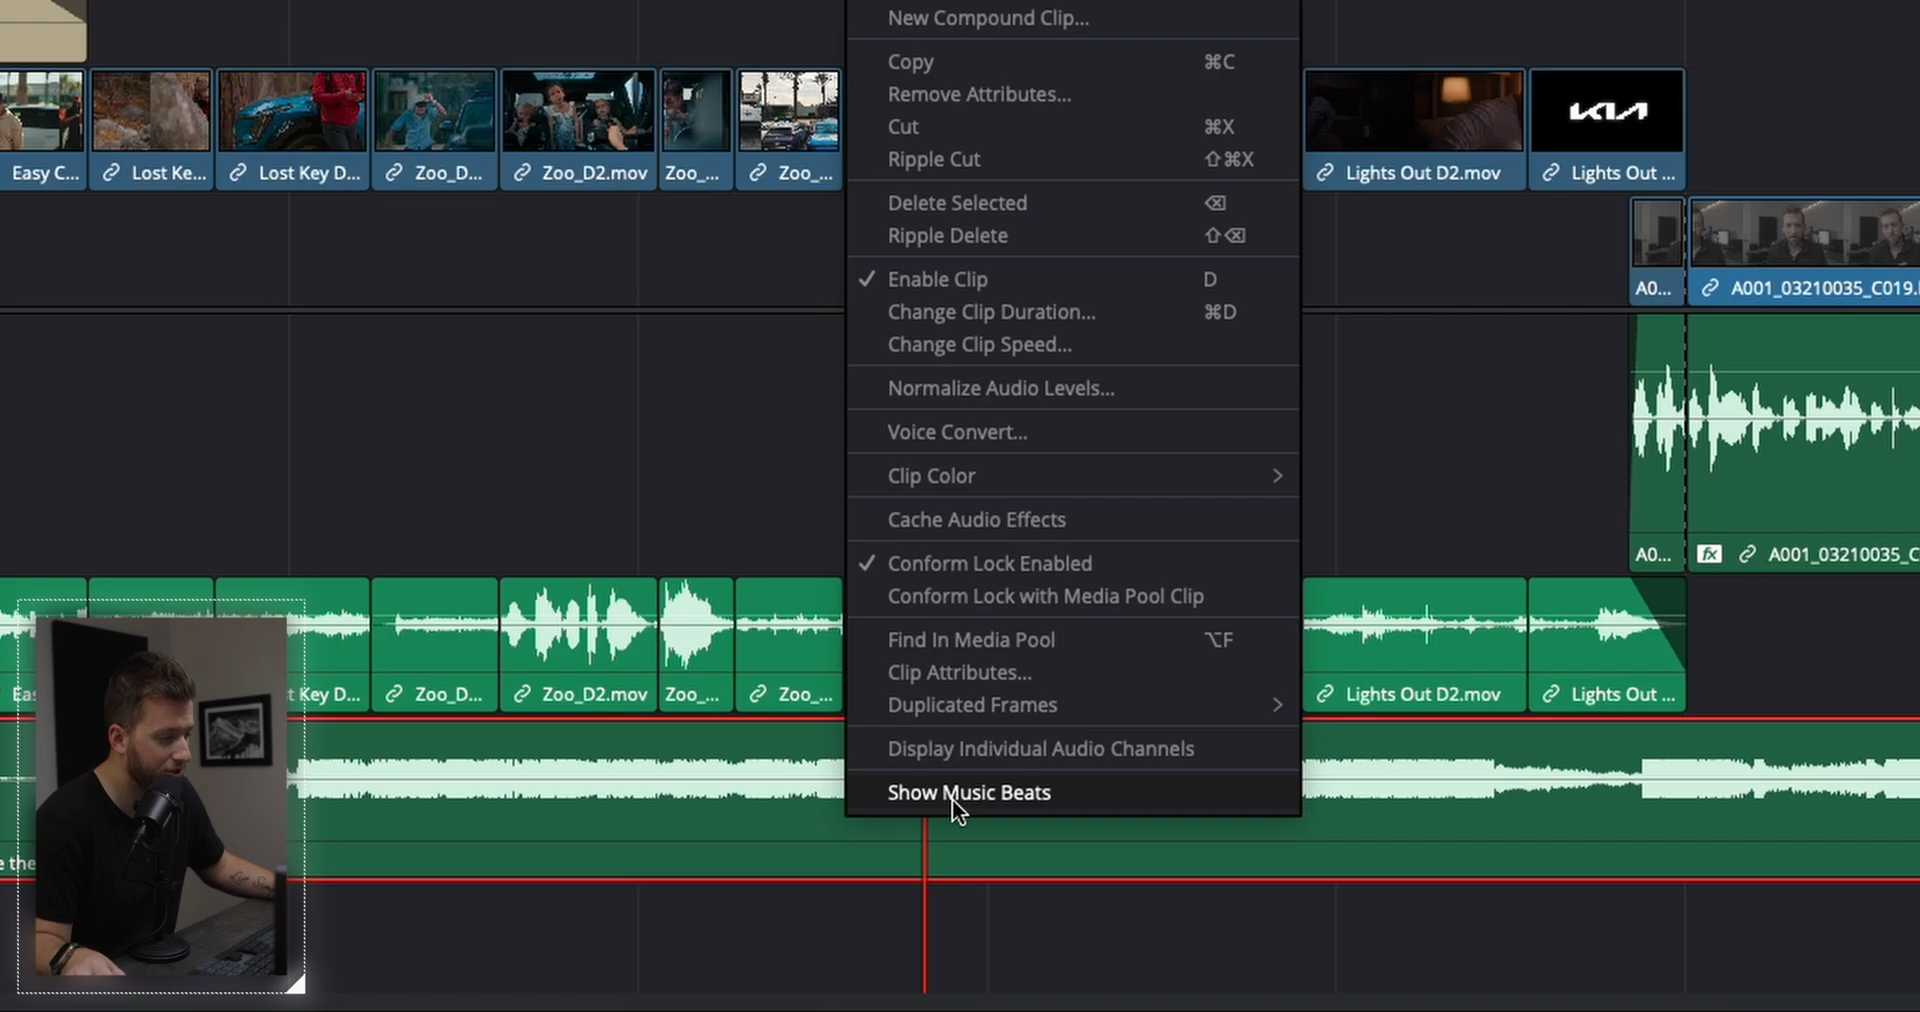 New Compound Clip...
Copy ⌘C
Remove Attributes...
Cut ⌘X
Ripple Cut ⇧⌘X
Delete Selected ⌫
Ripple Delete ⇧⌫
Enable Clip D
Change Clip Duration... ⌘D
Change Clip Speed...
Normalize Audio Levels...
Voice Convert...
Clip Color >
Cache Audio Effects
Conform Lock Enabled
Conform Lock with Media Pool Clip
Find In Media Pool ⌥F
Clip Attributes...
Duplicated Frames >
Display Individual Audio Channels
Show Music Beats
KIA
Easy C... Lost Ke... Lost Key D... Zoo_D... Zoo_D2.mov Zoo_... Zoo_... Lights Out D2.mov Lights Out ...
A0... A001_03210035_C019.
A0... fx A001_03210035_C
Eas t Key D... Zoo_D... Zoo_D2.mov Zoo_... Zoo_... Lights Out D2.mov Lights Out ...
e the